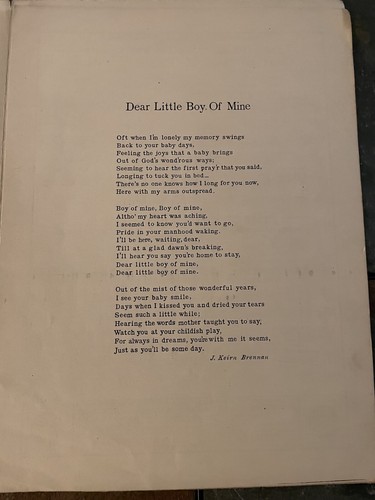 Dear Little Boy Of Mine
Oft when I'm lonely my memory swings
Back to your baby days,
Feeling the joys that a baby brings
Out of God's wond'rous ways;
Seeming to hear the first pray'r that you said,
Longing to tuck you in bed...
There's no one knows how I long for you now,
Here with my arms outspread.
Boy of mine, Boy of mine,
Altho' my heart was aching,
I seemed to know you'd want to go,
Pride in your manhood waking.
I'll be here, waiting, dear,
Till at a glad dawn's breaking,
I'll hear you say you're home to stay,
Dear little boy of mine,
Dear little boy of mine.
Out of the mist of those wonderful years,
I see your baby smile,
Days when I kissed you and dried your tears
Seem such a little while;
Hearing the words mother taught you to say,
Watch you at your childish play,
For always in dreams, you're with me it seems,
Just as you'll be some day.
J. Keirn Brennan